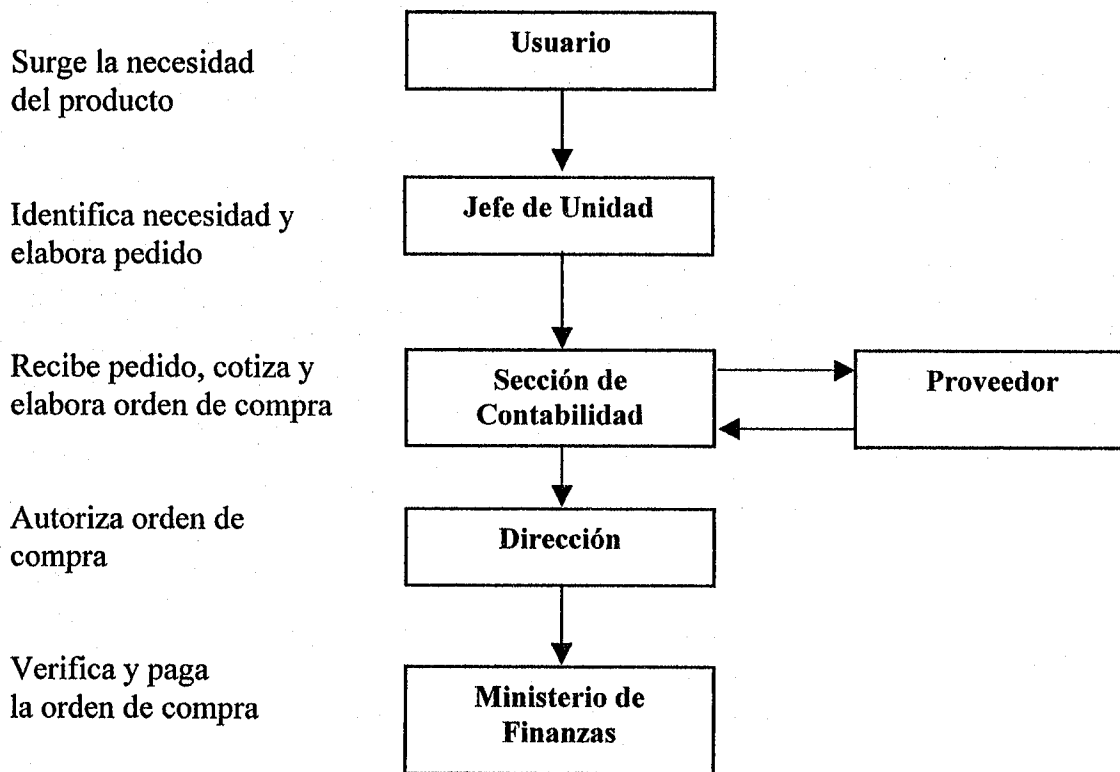 Usuario
Surge la necesidad
del producto
Jefe de Unidad
Identifica necesidad y
elabora pedido
Recibe pedido, cotiza y
elabora orden de compra
Sección de
Contabilidad
Proveedor
Autoriza orden de
compra
Dirección
Verifica y paga
la orden de compra
Ministerio de
Finanzas